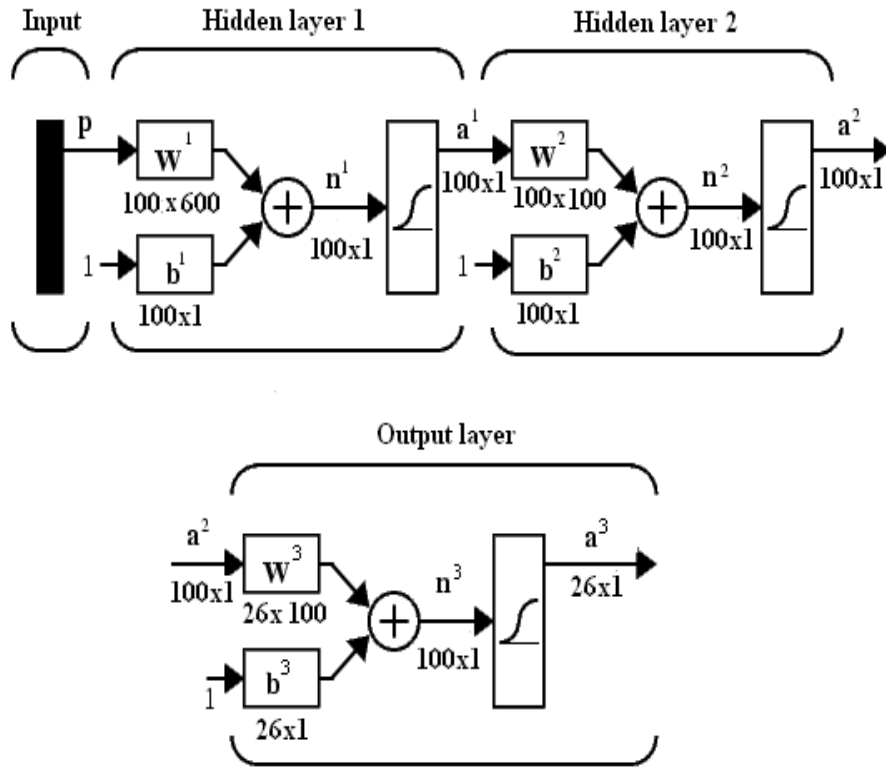 Input
Hidden layer 1
Hidden layer 2
p
W¹
100 x 600
1
b¹
100x1
n¹
100x1
a¹
100x1
W²
100x100
1
b²
100x1
n²
100x1
a²
100x1
Output layer
a²
100x1
W³
26x100
1
b³
26x1
n³
100x1
a³
26x1